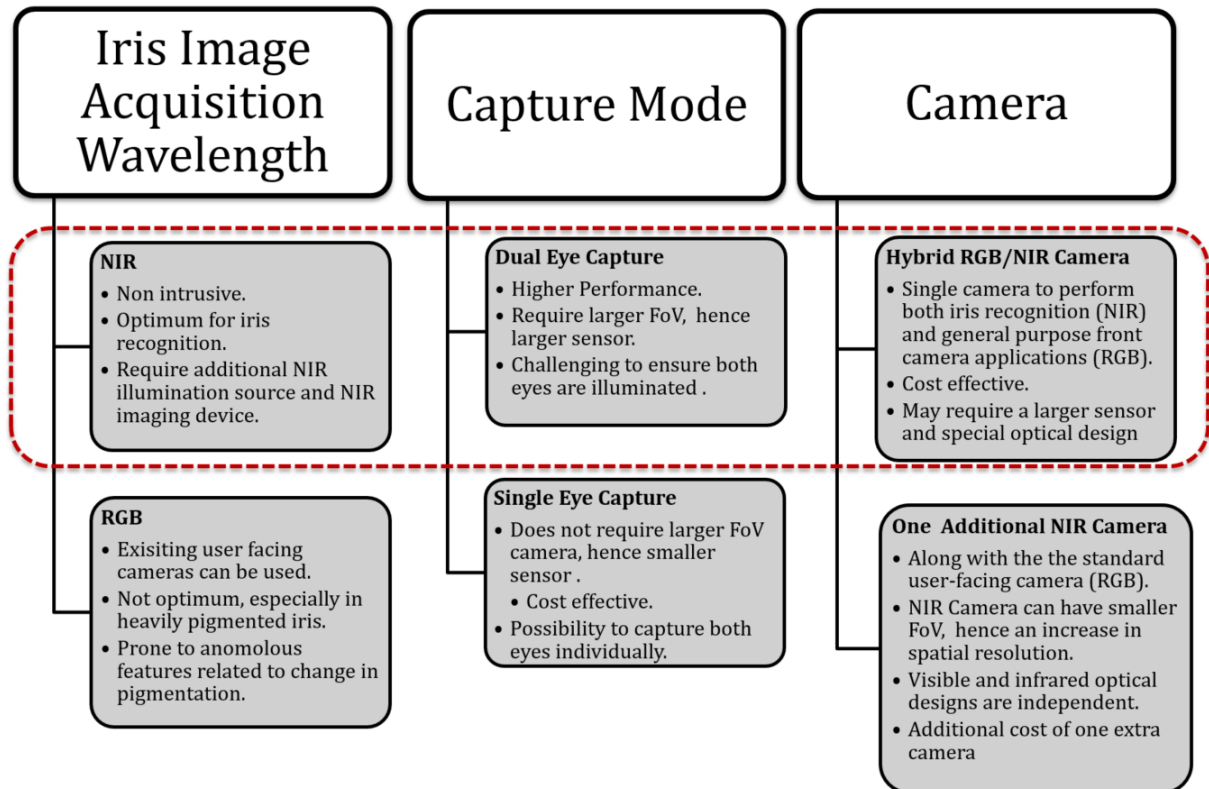 Iris Image
Acquisition
Wavelength
NIR
• Non intrusive.
• Optimum for iris
recognition.
• Require additional NIR
illumination source and NIR
imaging device.
RGB
• Exisiting user facing
cameras can be used.
• Not optimum, especially in
heavily pigmented iris.
• Prone to anomolous
features related to change in
pigmentation.
Capture Mode
Dual Eye Capture
• Higher Performance.
• Require larger FoV, hence
larger sensor.
• Challenging to ensure both
eyes are illuminated .
Single Eye Capture
• Does not require larger FoV
camera, hence smaller
sensor .
• Cost effective.
• Possibility to capture both
eyes individually.
Camera
Hybrid RGB/NIR Camera
• Single camera to perform
both iris recognition (NIR)
and general purpose front
camera applications (RGB).
• Cost effective.
• May require a larger sensor
and special optical design
One Additional NIR Camera
• Along with the the standard
user-facing camera (RGB).
• NIR Camera can have smaller
FoV, hence an increase in
spatial resolution.
• Visible and infrared optical
designs are independent.
• Additional cost of one extra
camera